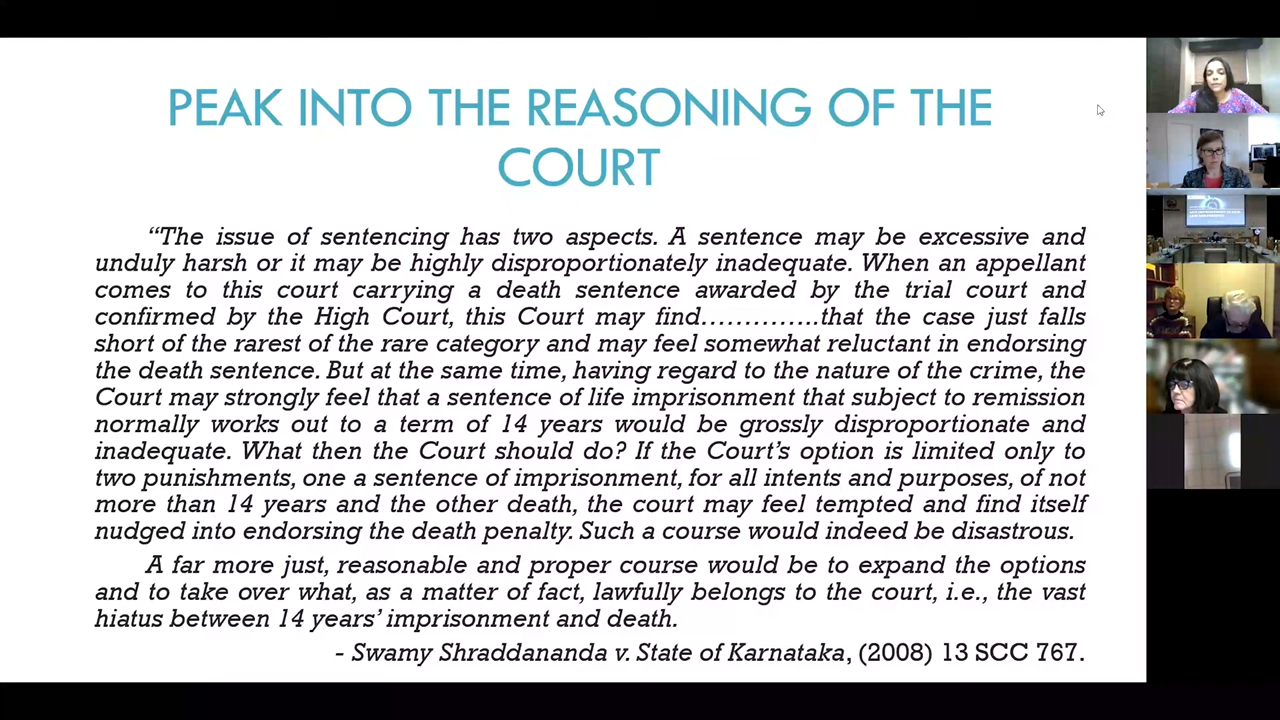 PEAK INTO THE REASONING OF THE
COURT
“The issue of sentencing has two aspects. A sentence may be excessive and
unduly harsh or it may be highly disproportionately inadequate. When an appellant
comes to this court carrying a death sentence awarded by the trial court and
confirmed by the High Court, this Court may find…………..that the case just falls
short of the rarest of the rare category and may feel somewhat reluctant in endorsing
the death sentence. But at the same time, having regard to the nature of the crime, the
Court may strongly feel that a sentence of life imprisonment that subject to remission
normally works out to a term of 14 years would be grossly disproportionate and
inadequate. What then the Court should do? If the Court’s option is limited only to
two punishments, one a sentence of imprisonment, for all intents and purposes, of not
more than 14 years and the other death, the court may feel tempted and find itself
nudged into endorsing the death penalty. Such a course would indeed be disastrous.
A far more just, reasonable and proper course would be to expand the options
and to take over what, as a matter of fact, lawfully belongs to the court, i.e., the vast
hiatus between 14 years’ imprisonment and death.
- Swamy Shraddananda v. State of Karnataka, (2008) 13 SCC 767.